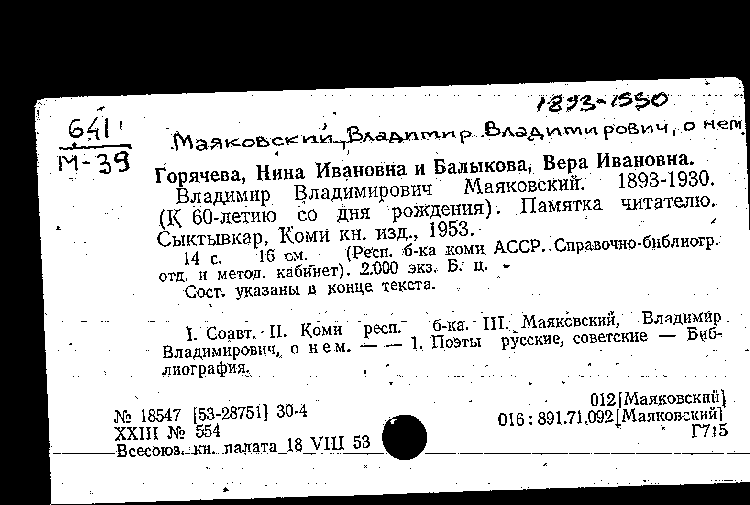 1893-1930
641
М-39
Маяковский, Владимир Владимирович, о нем
Горячева, Нина Ивановна и Балыкова, Вера Ивановна.
Владимир Владимирович Маяковский. 1893-1930.
(К 60-летию со дня рождения). Памятка читателю.
Сыктывкар, Коми кн. изд., 1953.
14 с. 16 см. (Респ. б-ка коми АССР. Справочно-библиогр.
отд. и метод. кабинет). 2.000 экз. Б. ц.
Сост. указаны в конце текста.
I. Соавт. II. Коми респ. б-ка. III. Маяковский, Владимир
Владимирович, о нем. — — 1. Поэты русские, советские — Биб-
лиография.
012[Маяковский]
№ 18547 [53-28751] 30-4
016:891.71.092[Маяковский]
XXIII № 554
Г715
Всесоюз. кн. палата 18 VIII 53